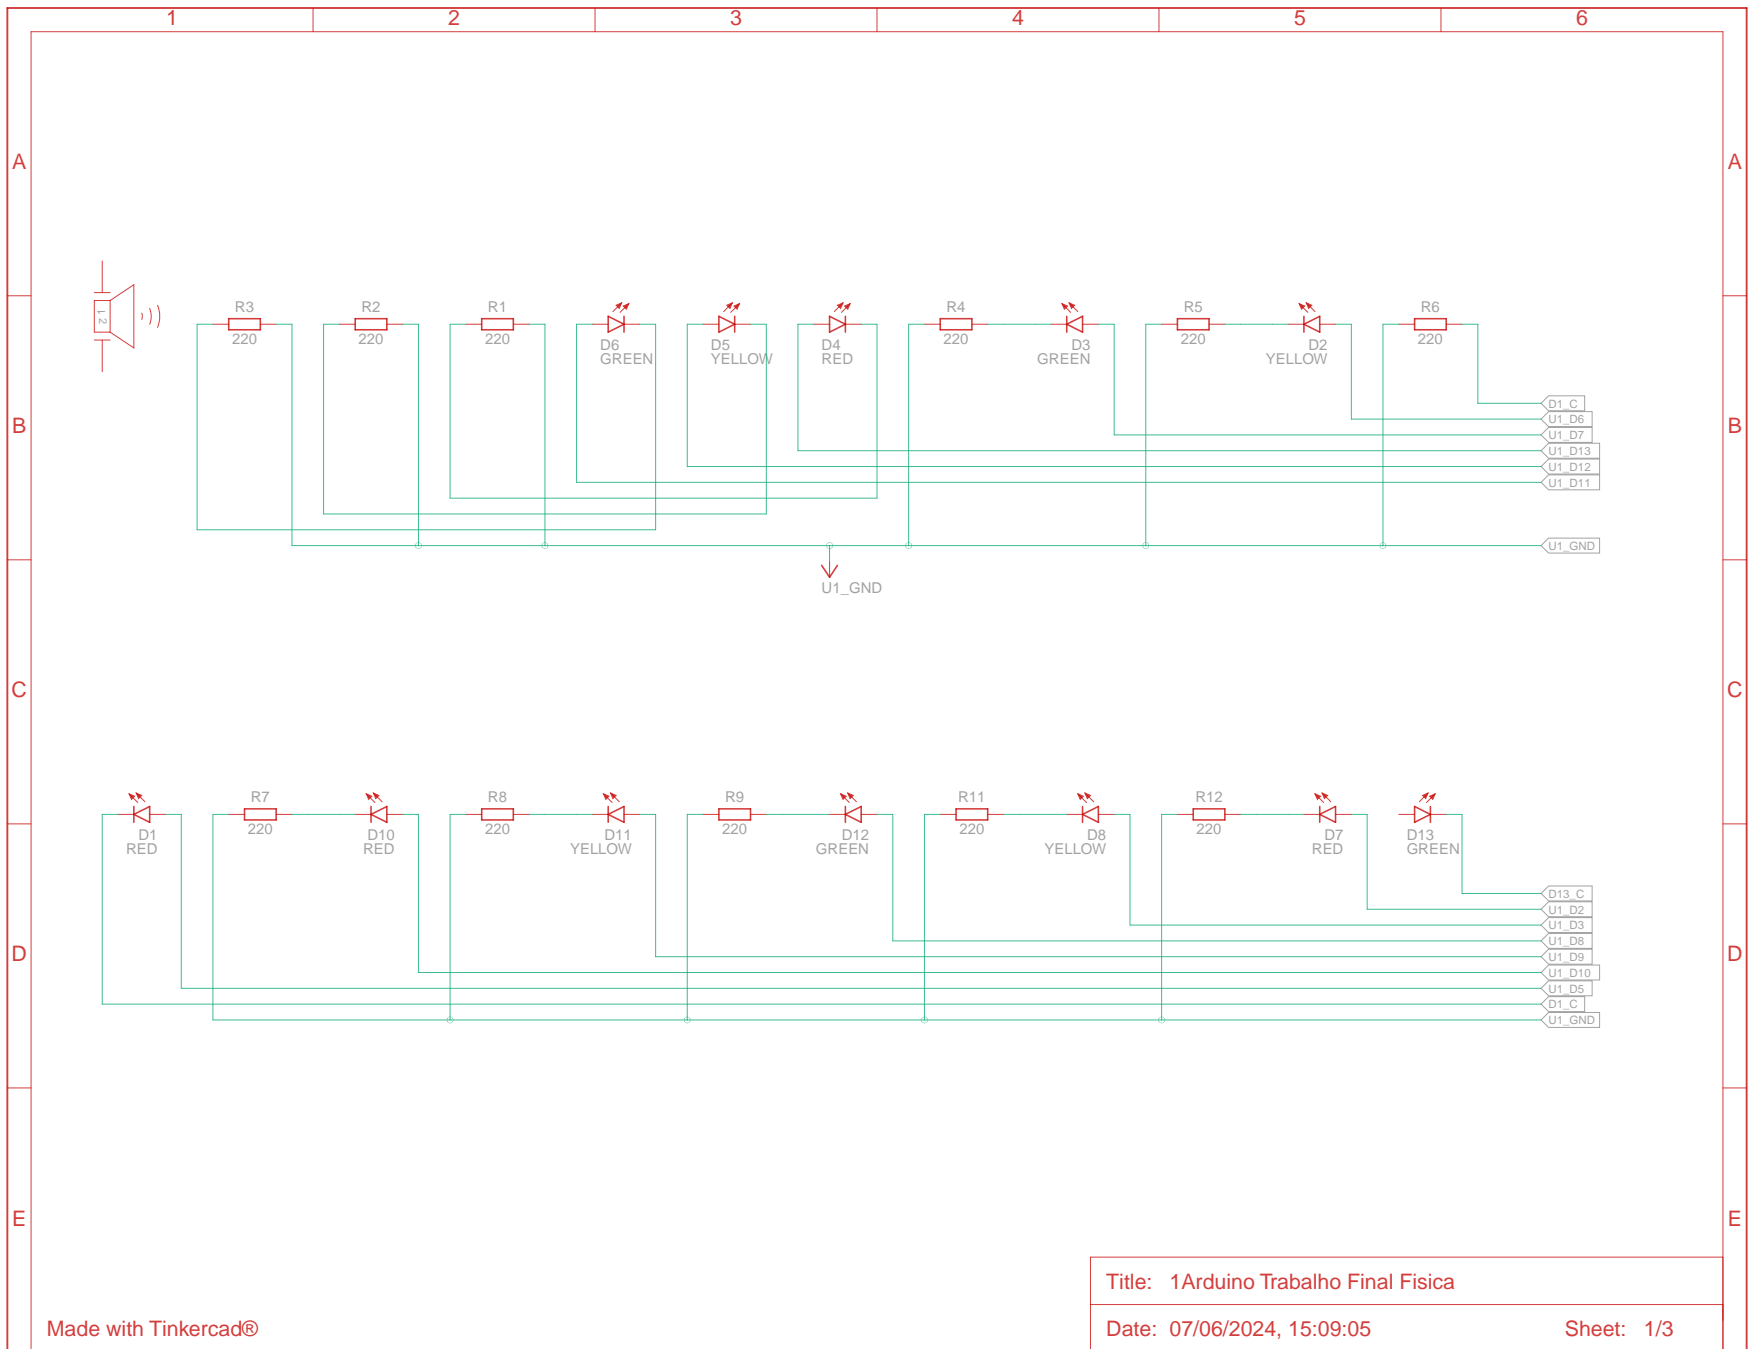 1 2 3 4 5 6
A A
R3 R2 R1 R4 R5 R6
1 2
220 220 220 220 220 220
D6 D5 D4 D3 D2
GREEN YELLOW RED GREEN YELLOW
D1_C
U1_D6
B B
U1_D7
U1_D13
U1_D12
U1_D11
U1_GND
U1_GND
C C
R7 R8 R9 R11 R12
220 220 220 220 220
D1 D10 D11 D12 D8 D7 D13
RED RED YELLOW GREEN YELLOW RED GREEN
D13_C
U1_D2
U1_D3
U1_D8
D D
U1_D9
U1_D10
U1_D5
D1_C
U1_GND
E E
Title: 1Arduino Trabalho Final Fisica
Made with Tinkercad®
Date: 07/06/2024, 15:09:05 Sheet: 1/3